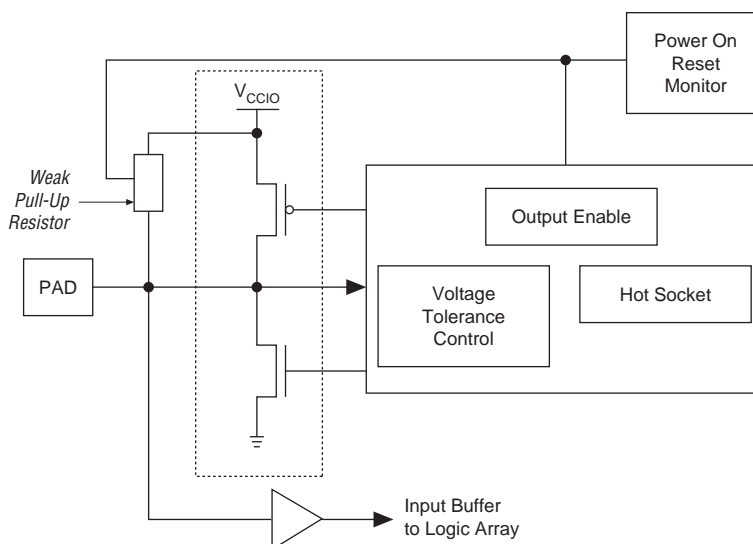 Power On
Reset
Monitor
V_CCIO
Weak
Pull-Up
Resistor
Output Enable
PAD
Voltage
Tolerance
Control
Hot Socket
Input Buffer
to Logic Array